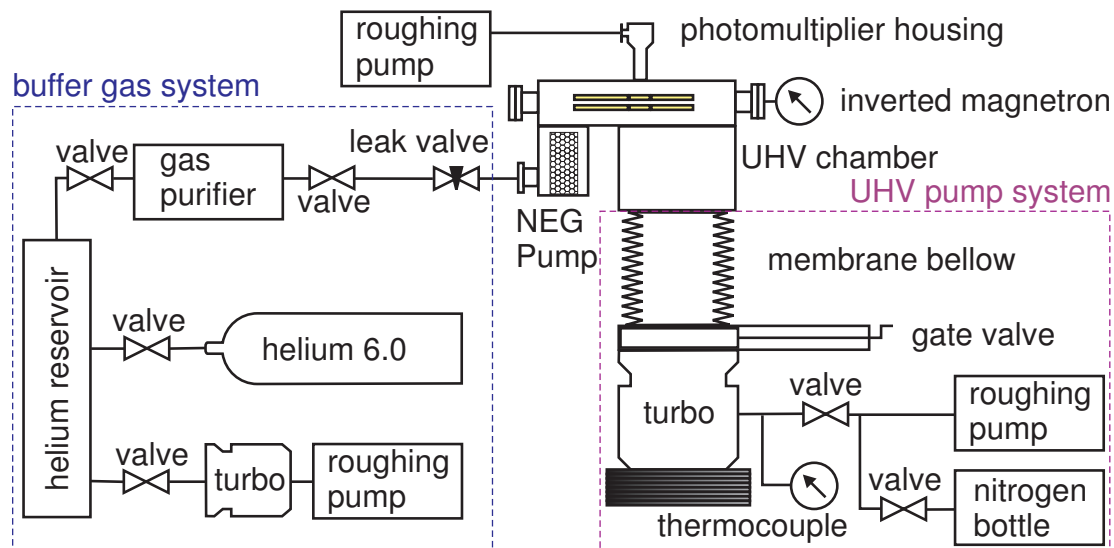 roughing
pump
photomultiplier housing
buffer gas system
inverted magnetron
leak valve
valve
gas
purifier
valve
UHV chamber
UHV pump system
NEG
Pump
membrane bellow
helium reservoir
valve
helium 6.0
gate valve
valve
turbo
roughing
pump
valve
turbo
roughing
pump
valve
nitrogen
bottle
thermocouple